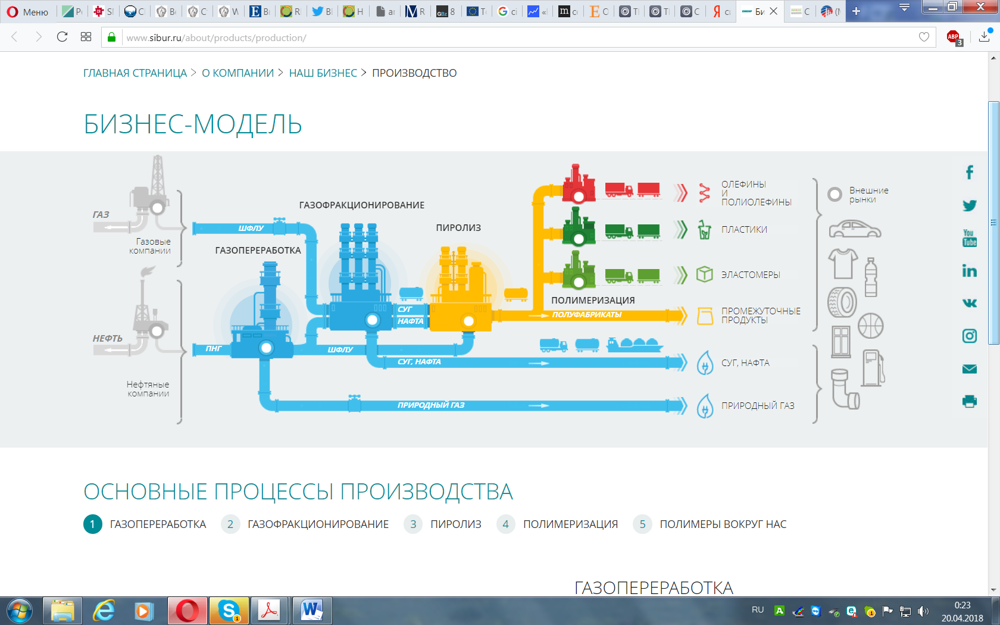 Меню
www.sibur.ru/about/products/production/
ABP
3
ГЛАВНАЯ СТРАНИЦА > О КОМПАНИИ > НАШ БИЗНЕС > ПРОИЗВОДСТВО
БИЗНЕС-МОДЕЛЬ
ГАЗ
Газовые
компании
НЕФТЬ
Нефтяные
компании
ШФЛУ
ГАЗОПЕРЕРАБОТКА
ПНГ
ГАЗОФРАКЦИОНИРОВАНИЕ
ШФЛУ
СУГ
НАФТА
ПИРОЛИЗ
ПОЛИМЕРИЗАЦИЯ
ПОЛУФАБРИКАТЫ
СУГ, НАФТА
ПРИРОДНЫЙ ГАЗ
ОЛЕФИНЫ
И
ПОЛИОЛЕФИНЫ
ПЛАСТИКИ
ЭЛАСТОМЕРЫ
ПРОМЕЖУТОЧНЫЕ
ПРОДУКТЫ
СУГ, НАФТА
ПРИРОДНЫЙ ГАЗ
Внешние
рынки
You
Tube
ОСНОВНЫЕ ПРОЦЕССЫ ПРОИЗВОДСТВА
1 ГАЗОПЕРЕРАБОТКА 2 ГАЗОФРАКЦИОНИРОВАНИЕ 3 ПИРОЛИЗ 4 ПОЛИМЕРИЗАЦИЯ 5 ПОЛИМЕРЫ ВОКРУГ НАС
ГАЗОПЕРЕРАБОТКА
RU
0:23
20.04.2018